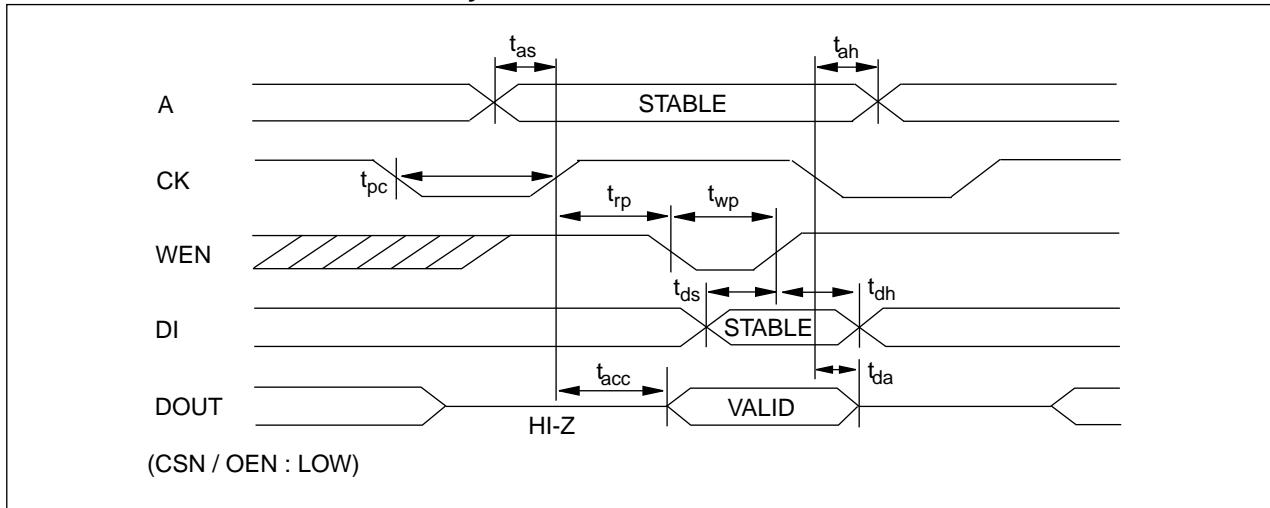 t_as
t_ah
A
STABLE
CK
t_pc
t_rp
t_wp
WEN
t_ds
t_dh
DI
STABLE
t_acc
t_da
DOUT
VALID
HI-Z
(CSN / OEN : LOW)